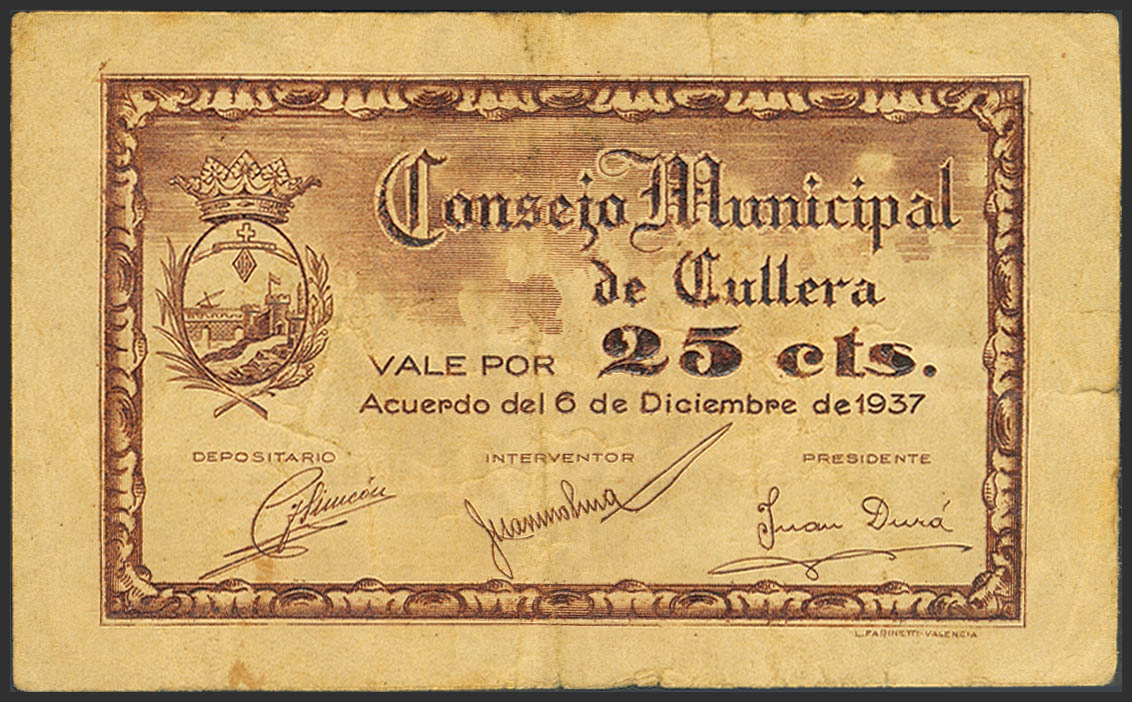 Consejo Municipal
de Cullera
VALE POR 25 cts.
Acuerdo del 6 de Diciembre de 1937
DEPOSITARIO INTERVENTOR PRESIDENTE
Juan Durá
L. FARINETTI-VALENCIA